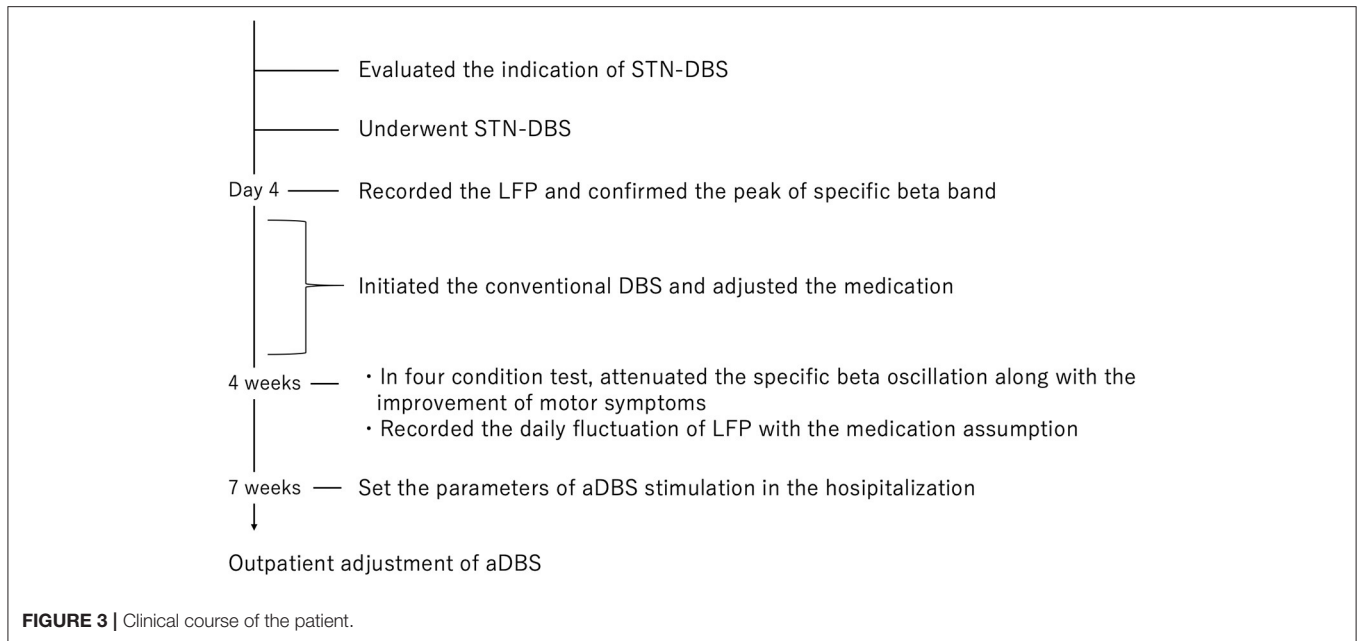 Evaluated the indication of STN-DBS
Underwent STN-DBS
Day 4
Recorded the LFP and confirmed the peak of specific beta band
Initiated the conventional DBS and adjusted the medication
4 weeks
・In four condition test, attenuated the specific beta oscillation along with the
improvement of motor symptoms
・Recorded the daily fluctuation of LFP with the medication assumption
7 weeks
Set the parameters of aDBS stimulation in the hosipitalization
Outpatient adjustment of aDBS
FIGURE 3 | Clinical course of the patient.